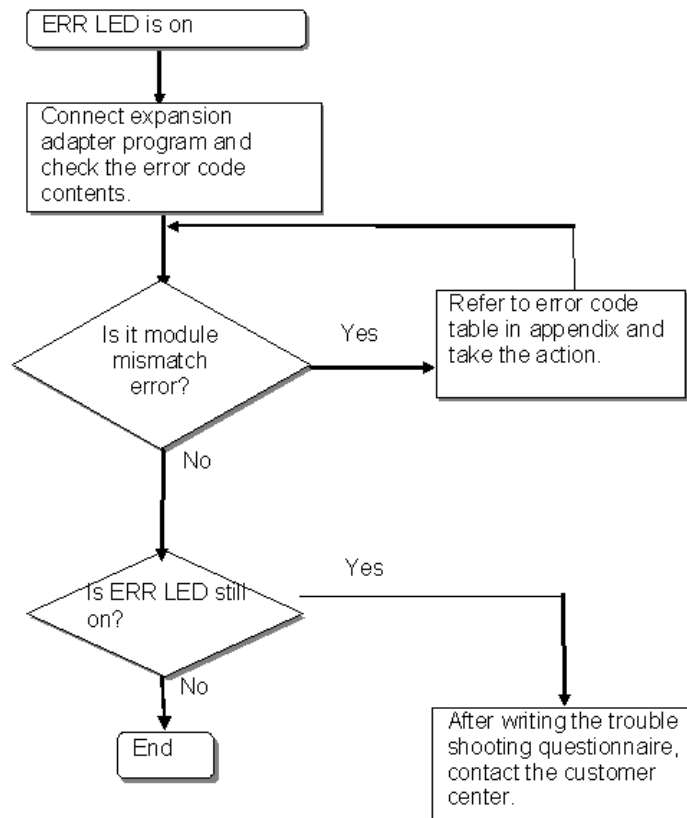 ERR LED is on
Connect expansion
adapter program and
check the error code
contents.
Is it module
mismatch
error?
Yes
Refer to error code
table in appendix and
take the action.
No
Is ERR LED still
on?
Yes
No
End
After writing the trouble
shooting questionnaire,
contact the customer
center.